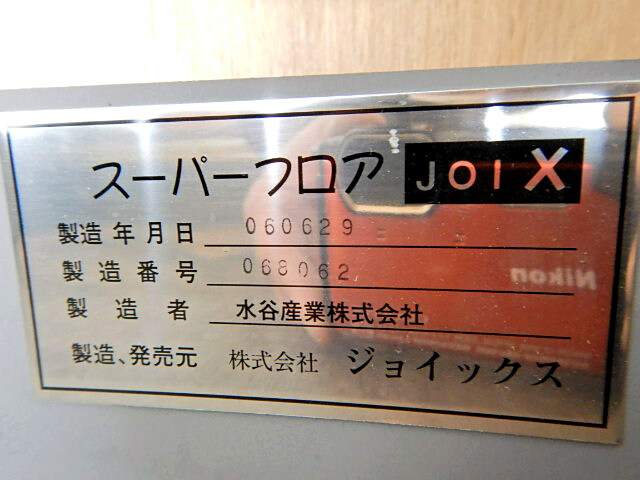 スーパーフロア JOIX
製造年月日 060629
製造番号 068062
製造者 水谷産業株式会社
製造、発売元 株式会社 ジョイックス
Nikon